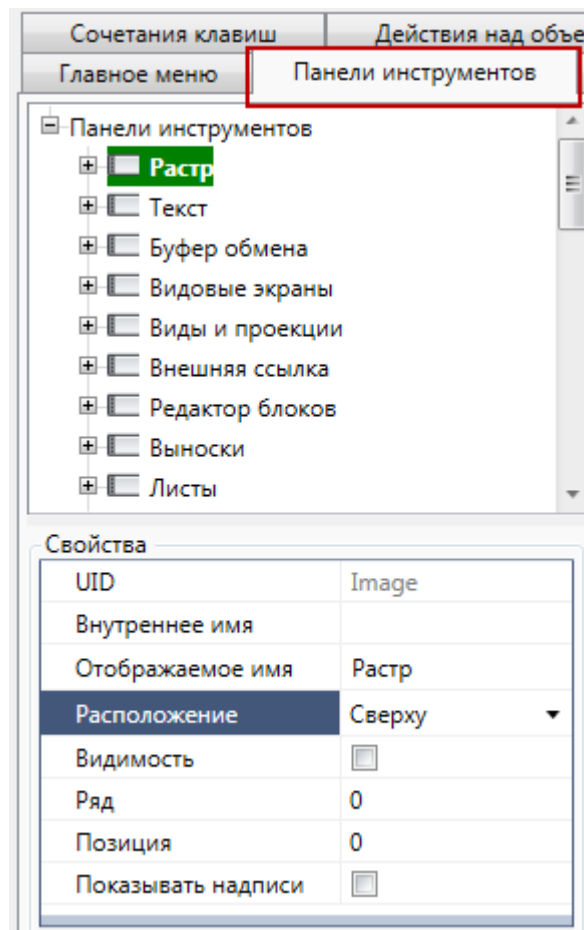 Сочетания клавиш Действия над объе
Главное меню Панели инструментов
Панели инструментов
Растр
Текст
Буфер обмена
Видовые экраны
Виды и проекции
Внешняя ссылка
Редактор блоков
Выноски
Листы
Свойства
UID Image
Внутреннее имя
Отображаемое имя Растр
Расположение Сверху
Видимость
Ряд 0
Позиция 0
Показывать надписи